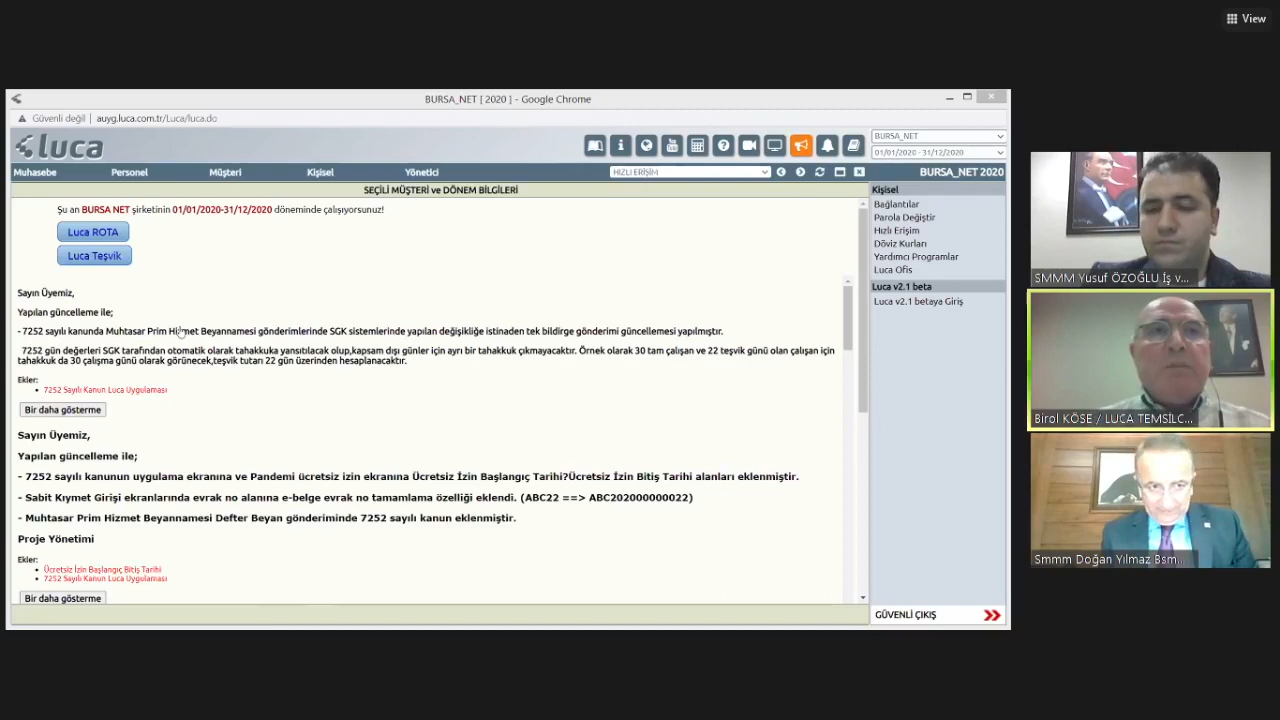 View
BURSA_NET [ 2020 ] - Google Chrome
Güvenli değil | auyg.luca.com.tr/Luca/luca.do
luca
BURSA_NET
01/01/2020 - 31/12/2020
Muhasebe Personel Müşteri Kişisel Yönetici HIZLI ERİŞİM BURSA_NET 2020
SEÇİLİ MÜŞTERİ ve DÖNEM BİLGİLERİ
Şu an BURSA NET şirketinin 01/01/2020-31/12/2020 döneminde çalışıyorsunuz!
Luca ROTA
Luca Teşvik
Sayın Üyemiz,
Yapılan güncelleme ile;
- 7252 sayılı kanunda Muhtasar Prim Hizmet Beyannamesi gönderimlerinde SGK sistemlerinde yapılan değişikliğe istinaden tek bildirge gönderimi güncellemesi yapılmıştır.
7252 gün değerleri SGK tarafından otomatik olarak tahakkuka yansıtılacak olup,kapsam dışı günler için ayrı bir tahakkuk çıkmayacaktır. Örnek olarak 30 tam çalışan ve 22 teşvik günü olan çalışan için
tahakkuk da 30 çalışma günü olarak görünecek,teşvik tutarı 22 gün üzerinden hesaplanacaktır.
Ekler:
• 7252 Sayılı Kanun Luca Uygulaması
Bir daha gösterme
Sayın Üyemiz,
Yapılan güncelleme ile;
- 7252 sayılı kanunun uygulama ekranına ve Pandemi ücretsiz izin ekranına Ücretsiz İzin Başlangıç Tarihi?Ücretsiz İzin Bitiş Tarihi alanları eklenmiştir.
- Sabit Kıymet Girişi ekranlarında evrak no alanına e-belge evrak no tamamlama özelliği eklendi. (ABC22 ==> ABC202000000022)
- Muhtasar Prim Hizmet Beyannamesi Defter Beyan gönderiminde 7252 sayılı kanun eklenmiştir.
Proje Yönetimi
Ekler:
• Ücretsiz İzin Başlangıç Bitiş Tarihi
• 7252 Sayılı Kanun Luca Uygulaması
Bir daha gösterme
Kişisel
Bağlantılar
Parola Değiştir
Hızlı Erişim
Döviz Kurları
Yardımcı Programlar
Luca Ofis
Luca v2.1 beta
Luca v2.1 betaya Giriş
GÜVENLİ ÇIKIŞ
SMMM Yusuf ÖZOĞLU İş v...
Birol KÖSE / LUCA TEMSİLC...
Smmm Doğan Yılmaz Bsm...